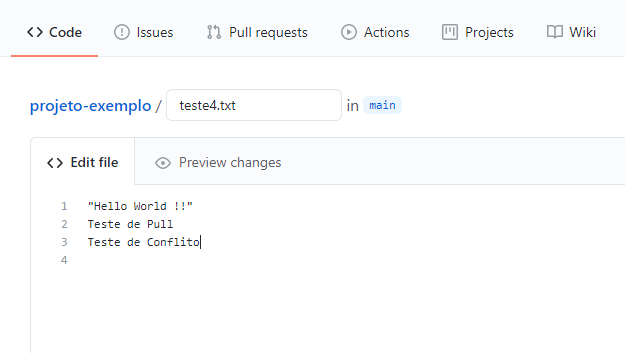 <> Code Issues Pull requests Actions Projects Wiki
projeto-exemplo / teste4.txt in main
<> Edit file Preview changes
1 "Hello World !!"
2 Teste de Pull
3 Teste de Conflito
4